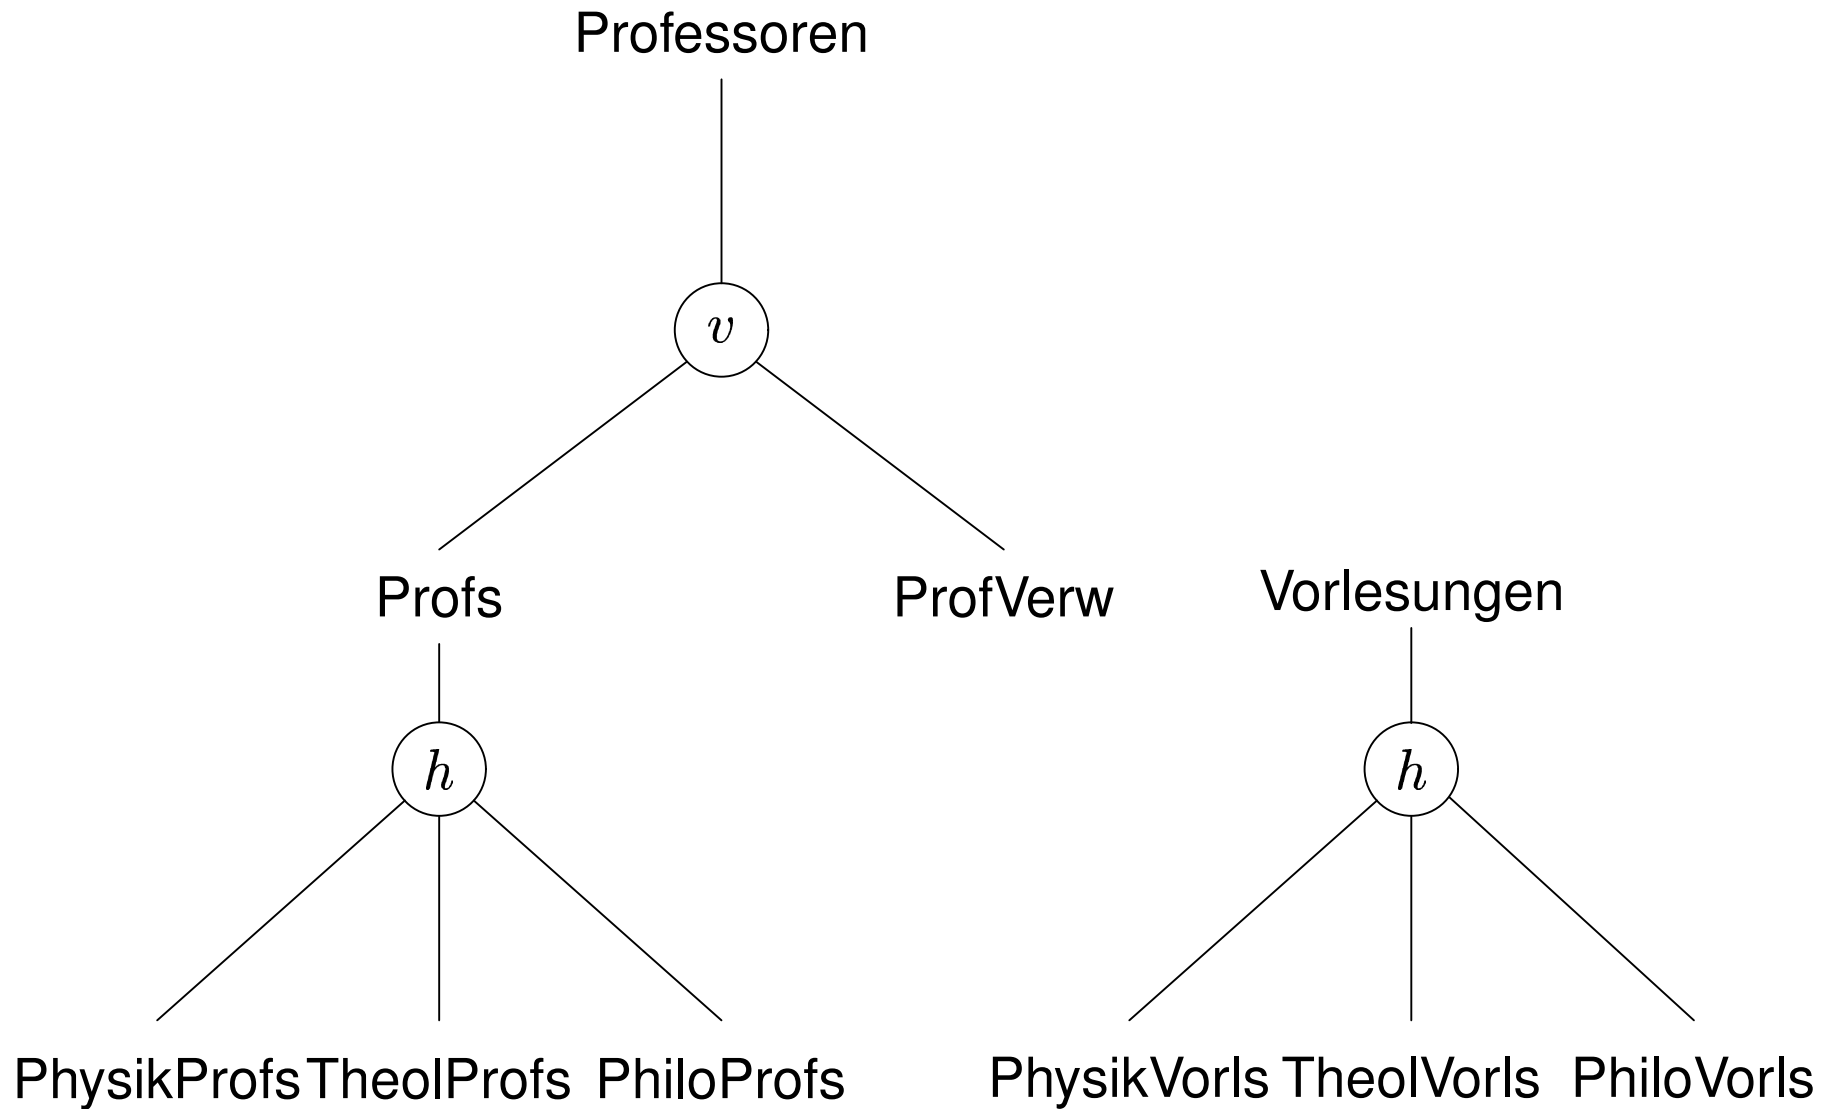 Professoren
v
Profs
ProfVerw
Vorlesungen
h
h
PhysikProfs
TheolProfs
PhiloProfs
PhysikVorls
TheolVorls
PhiloVorls